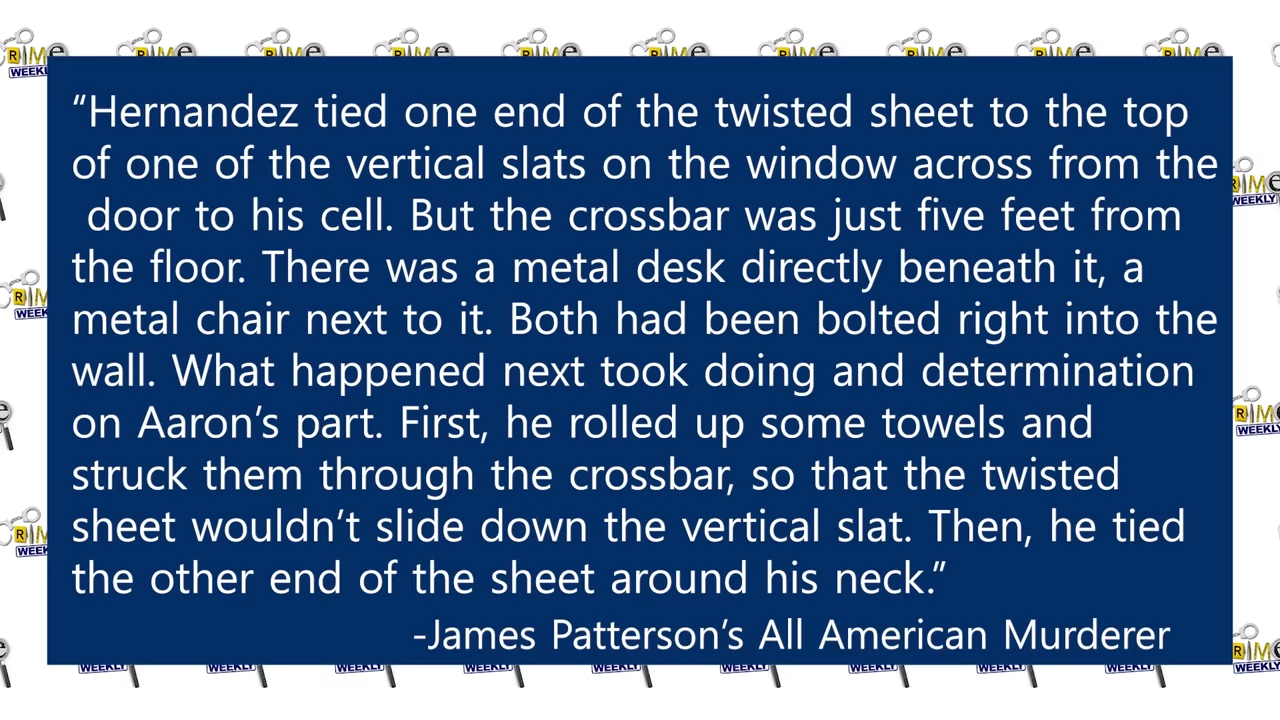 “Hernandez tied one end of the twisted sheet to the top
of one of the vertical slats on the window across from the
door to his cell. But the crossbar was just five feet from
the floor. There was a metal desk directly beneath it, a
metal chair next to it. Both had been bolted right into the
wall. What happened next took doing and determination
on Aaron’s part. First, he rolled up some towels and
struck them through the crossbar, so that the twisted
sheet wouldn’t slide down the vertical slat. Then, he tied
the other end of the sheet around his neck.”
-James Patterson’s All American Murderer
WEEKLY